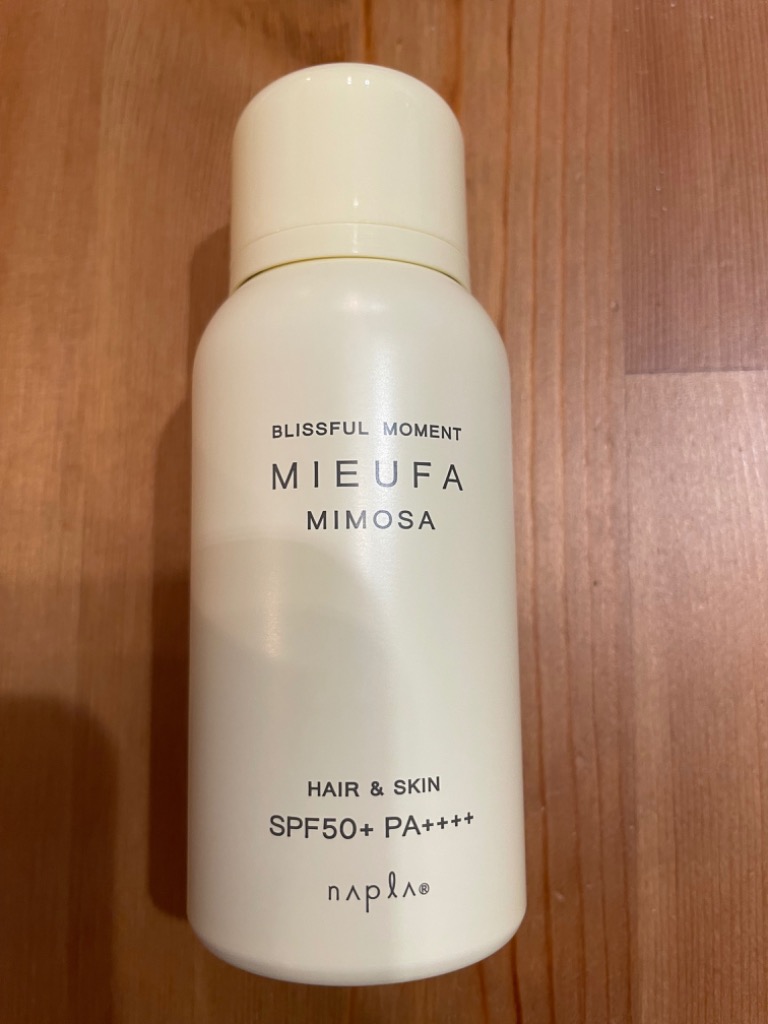 BLISSFUL MOMENT
MIEUFA
MIMOSA
HAIR & SKIN
SPF50+ PA++++
napla®